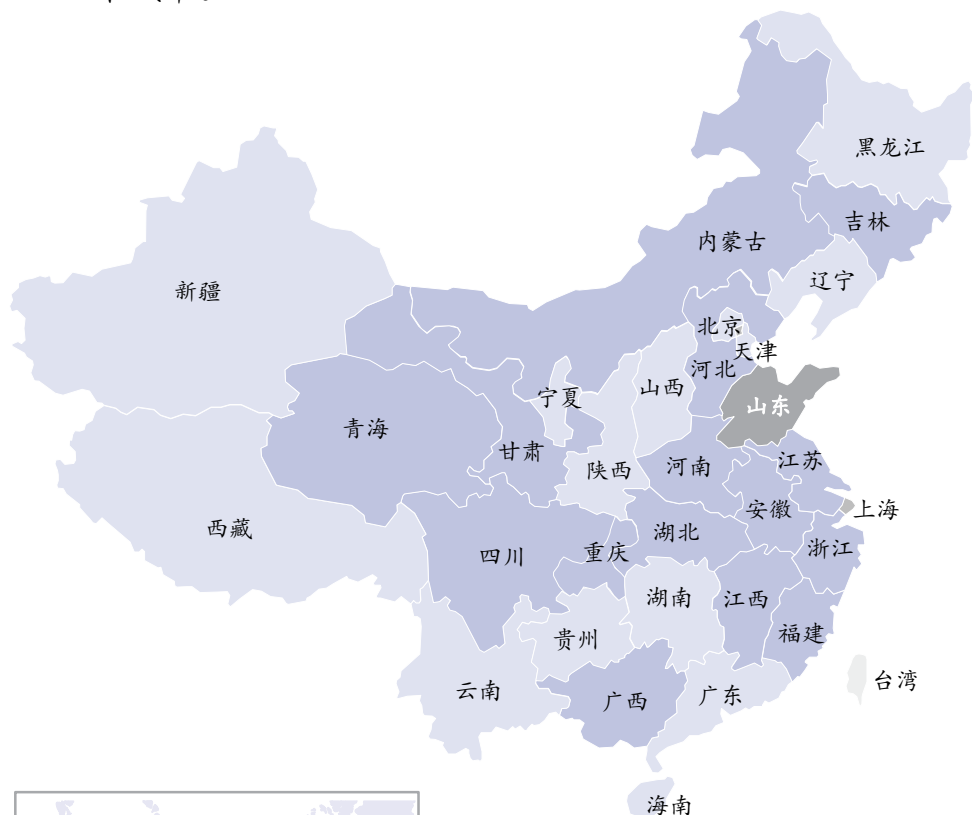 黑龙江
吉林
内蒙古
辽宁
新疆
北京
天津
河北
山西
宁夏
山东
青海
甘肃
陕西
河南
江苏
西藏
安徽
上海
湖北
浙江
四川
重庆
湖南
江西
贵州
福建
云南
广西
广东
台湾
海南